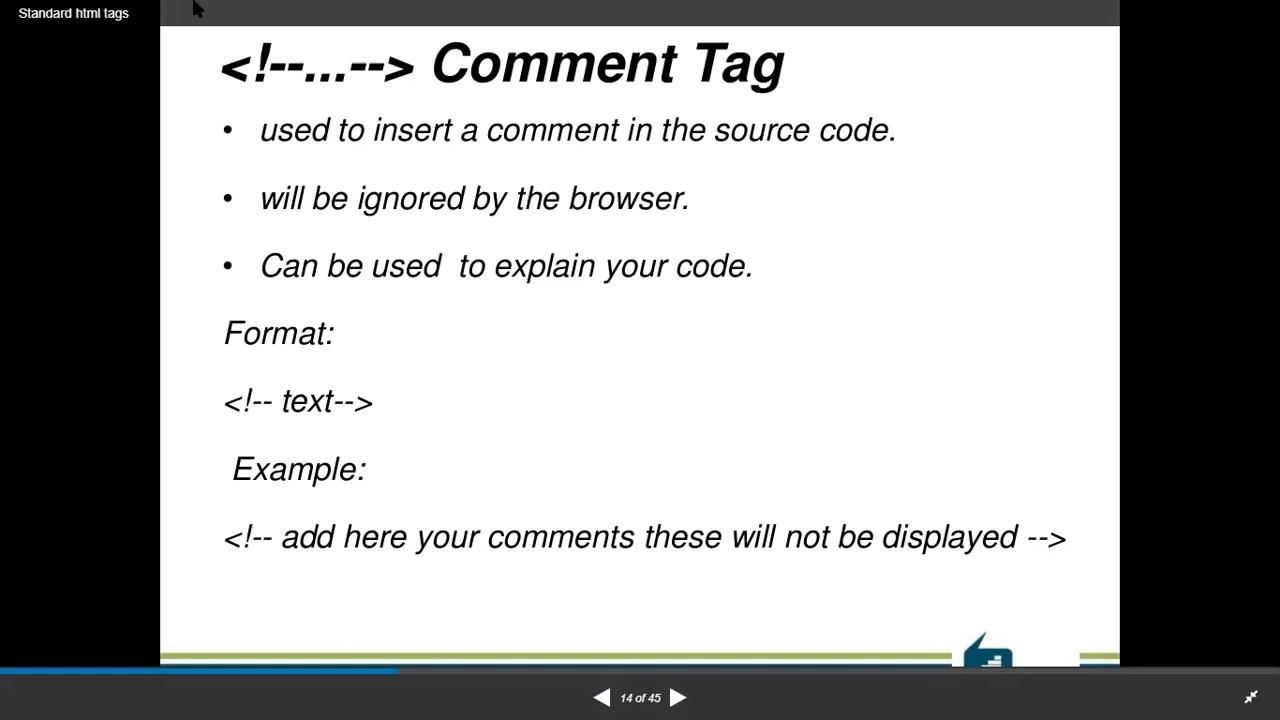 Standard html tags
<!--...--> Comment Tag
• used to insert a comment in the source code.
• will be ignored by the browser.
• Can be used  to explain your code.
Format:
<!-- text-->
Example:
<!-- add here your comments these will not be displayed -->
14 of 45